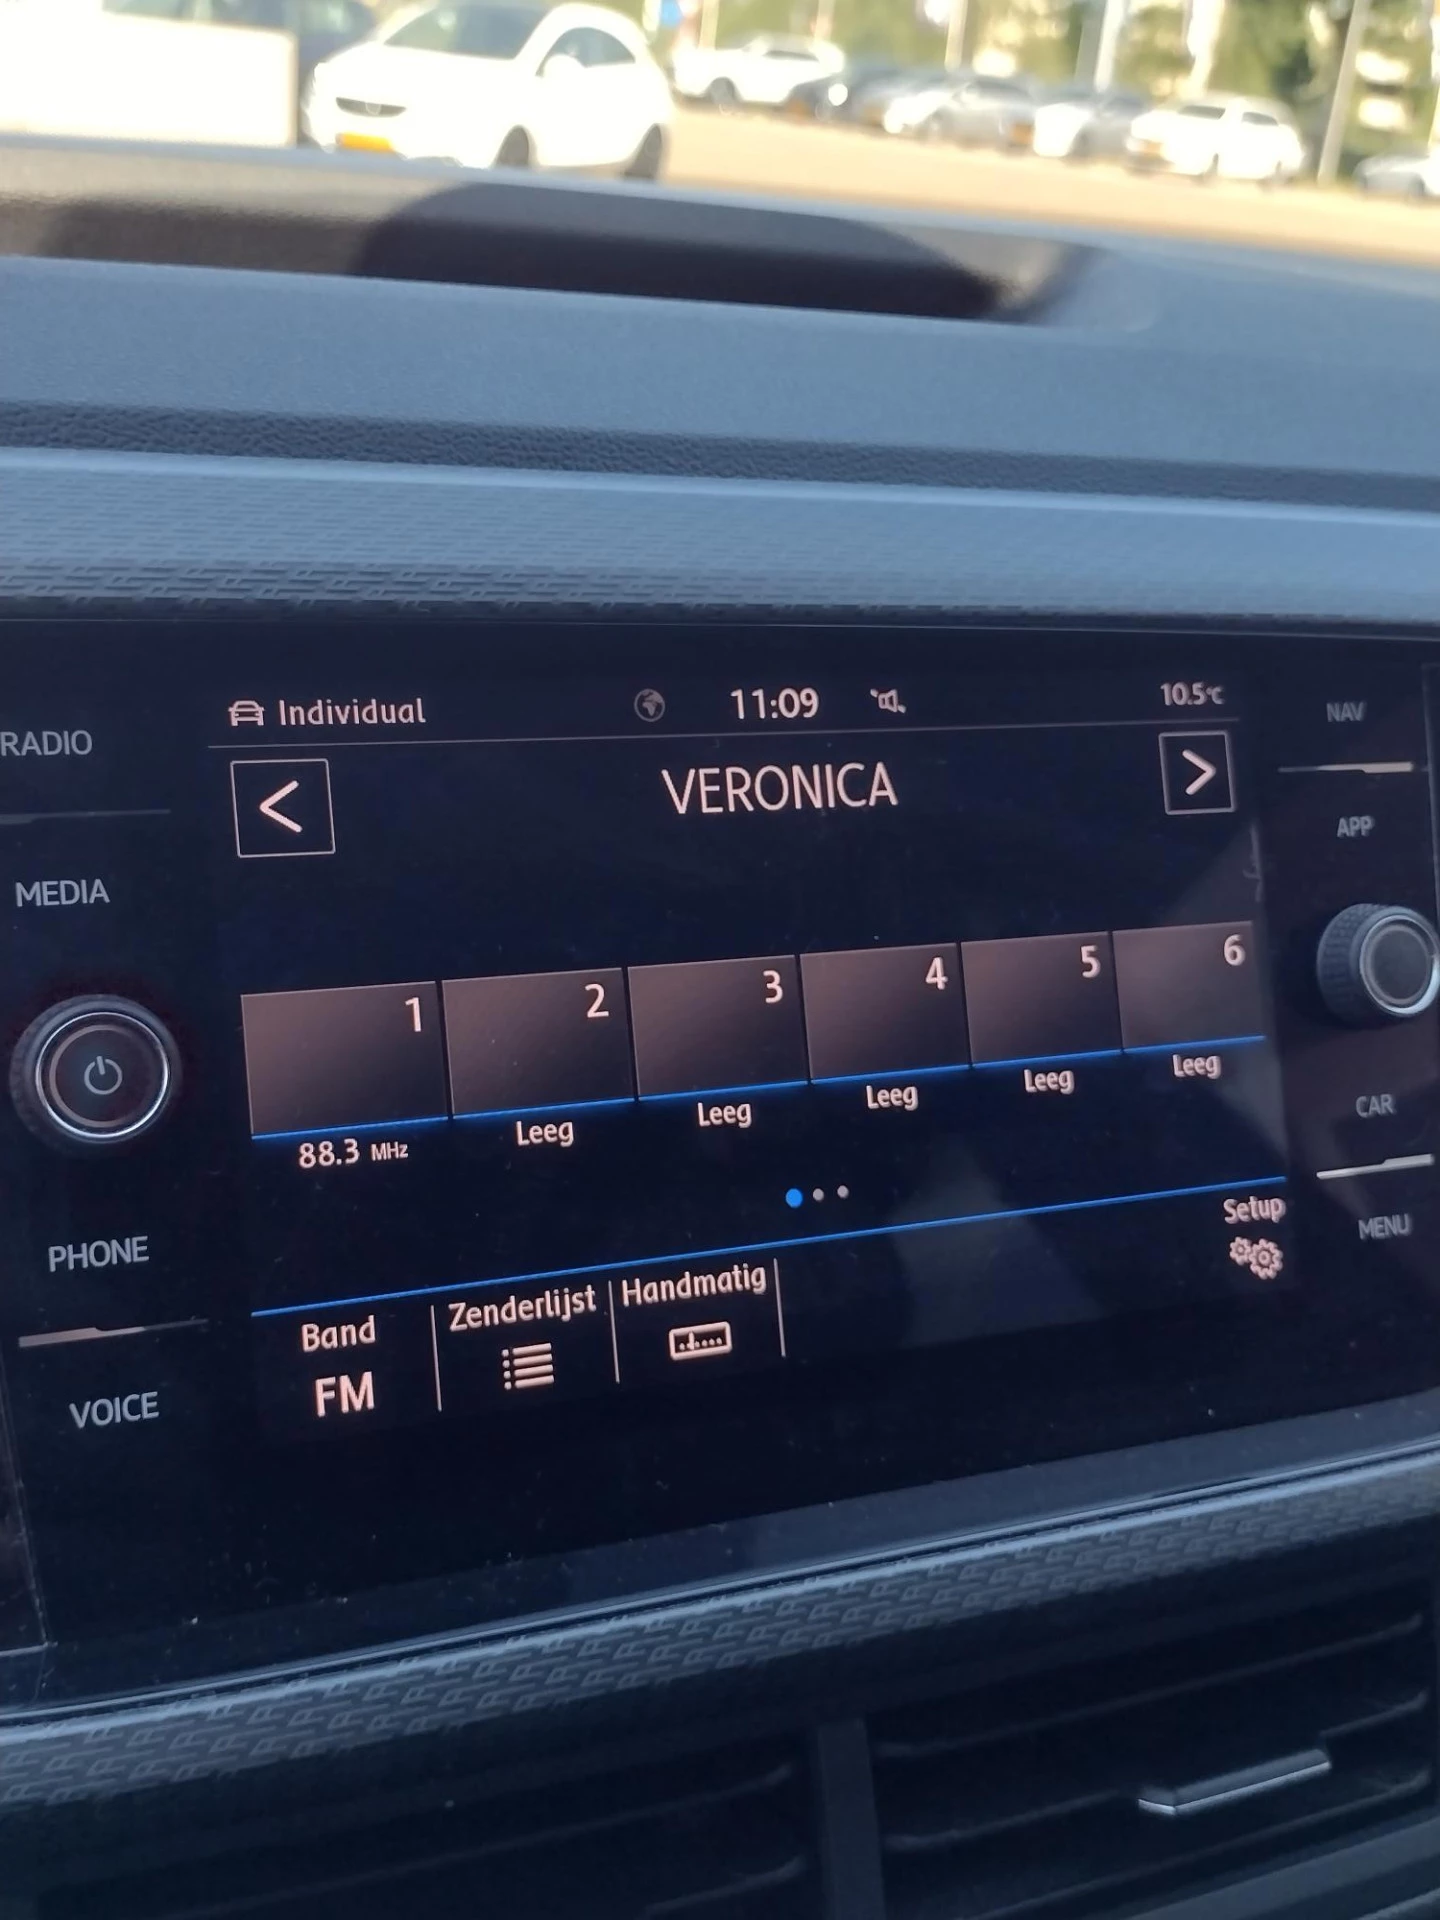 Individual 11:09 10.5°C
RADIO
NAV
< VERONICA >
APP
MEDIA
1 2 3 4 5 6
88.3 MHz Leeg Leeg Leeg Leeg Leeg
CAR
PHONE
Setup
MENU
Band Zenderlijst Handmatig
FM
VOICE